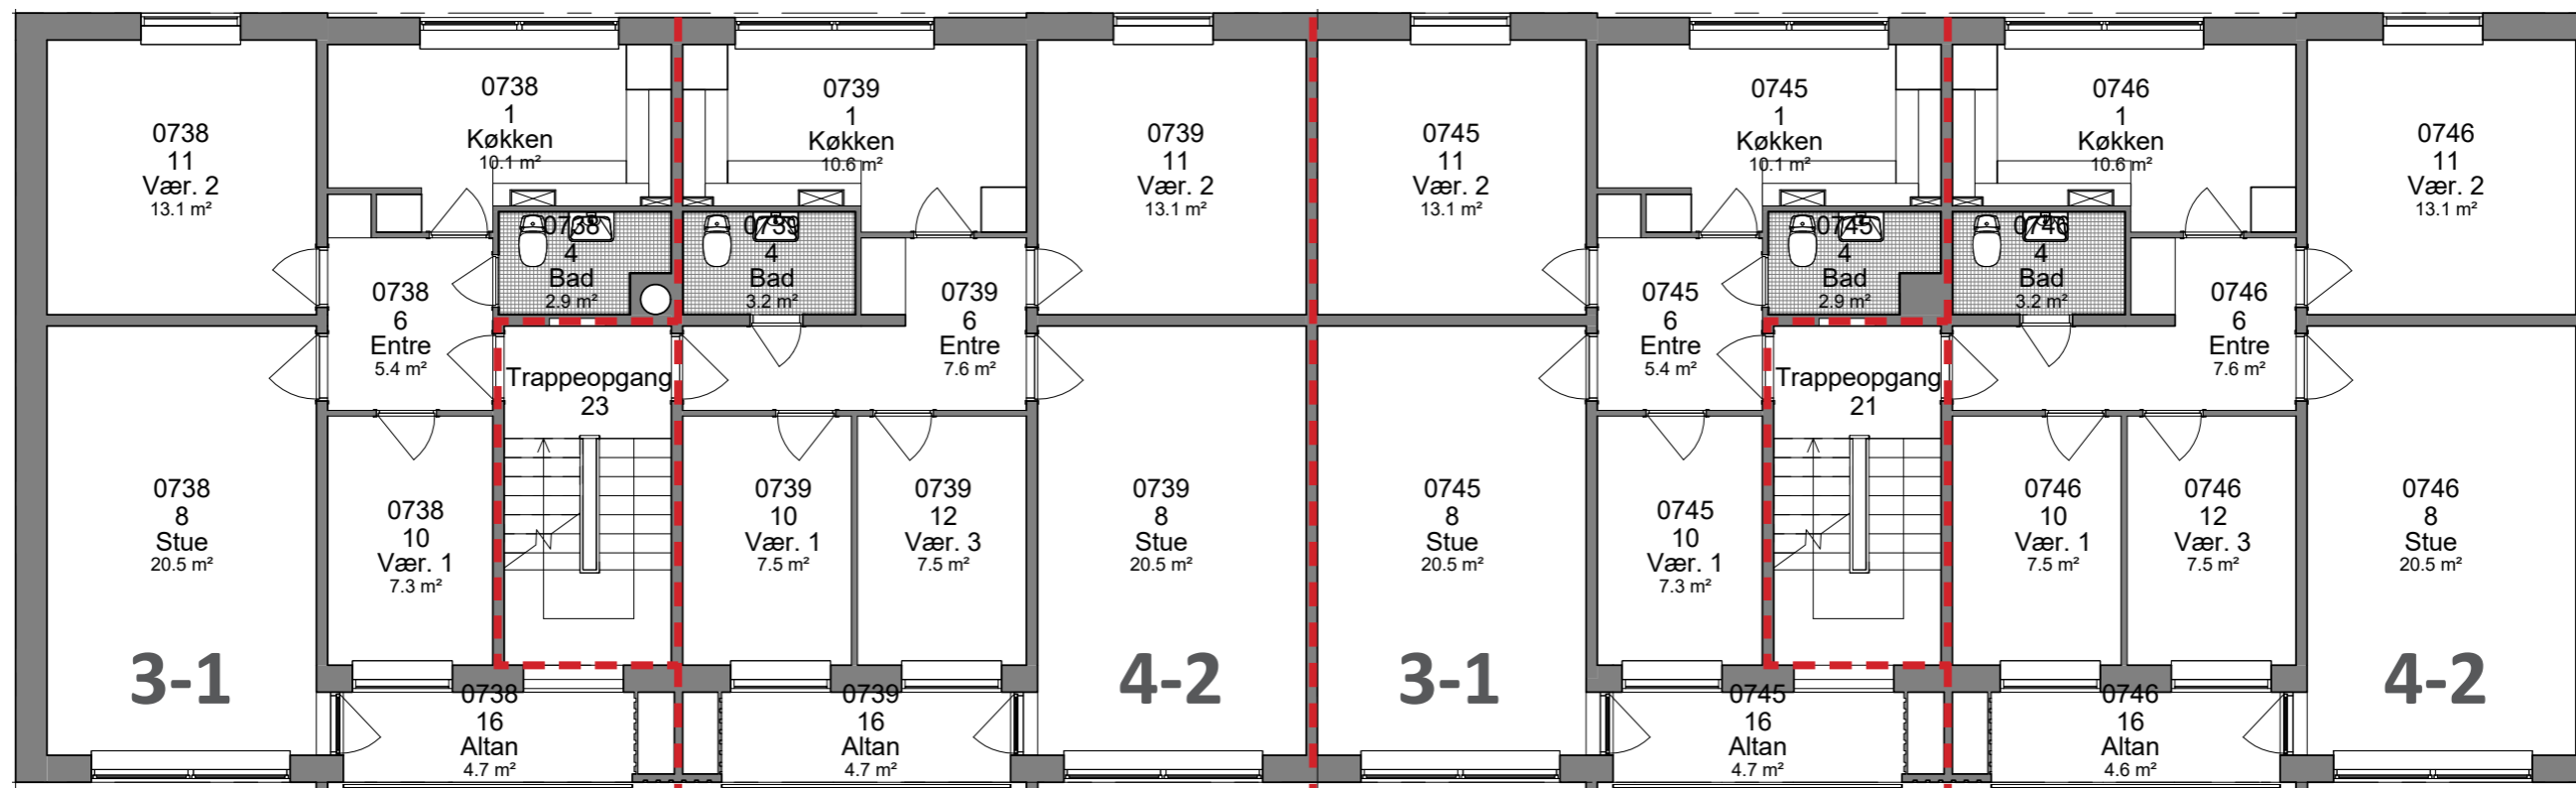 0738
11
Vær. 2
13.1 m²
0738
1
Køkken
10.1 m²
0739
1
Køkken
10.6 m²
0739
11
Vær. 2
13.1 m²
0745
11
Vær. 2
13.1 m²
0745
1
Køkken
10.1 m²
0746
1
Køkken
10.6 m²
0746
11
Vær. 2
13.1 m²
0738
6
Entre
5.4 m²
0738
4
Bad
2.9 m²
0739
4
Bad
3.2 m²
0739
6
Entre
7.6 m²
0745
6
Entre
5.4 m²
0745
4
Bad
2.9 m²
0746
4
Bad
3.2 m²
0746
6
Entre
7.6 m²
Trappeopgang
23
Trappeopgang
21
0738
8
Stue
20.5 m²
0738
10
Vær. 1
7.3 m²
0739
10
Vær. 1
7.5 m²
0739
12
Vær. 3
7.5 m²
0739
8
Stue
20.5 m²
0745
8
Stue
20.5 m²
0745
10
Vær. 1
7.3 m²
0746
10
Vær. 1
7.5 m²
0746
12
Vær. 3
7.5 m²
0746
8
Stue
20.5 m²
3-1
4-2
3-1
4-2
0738
16
Altan
4.7 m²
0739
16
Altan
4.7 m²
0745
16
Altan
4.7 m²
0746
16
Altan
4.6 m²